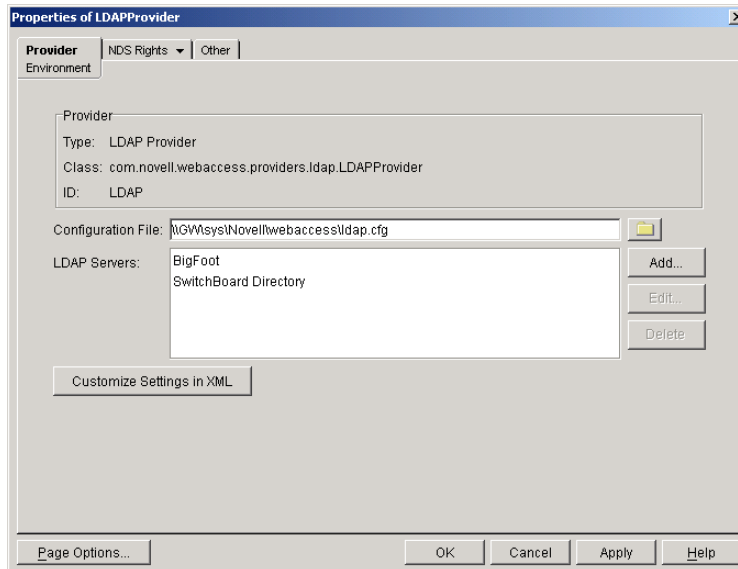 Properties of LDAPProvider
Provider NDS Rights Other
Environment
Provider
Type: LDAP Provider
Class: com.novell.webaccess.providers.ldap.LDAPProvider
ID: LDAP
Configuration File: \\GW\sys\Novell\webaccess\ldap.cfg
LDAP Servers: BigFoot
SwitchBoard Directory
Add...
Edit...
Delete
Customize Settings in XML
Page Options... OK Cancel Apply Help